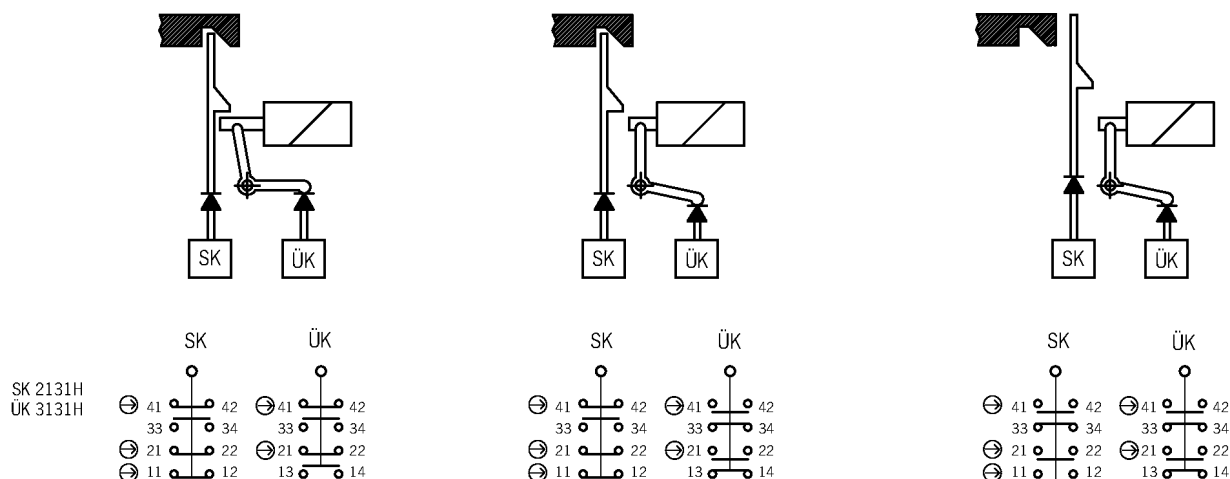 SK ÜK SK ÜK SK ÜK
SK ÜK SK ÜK SK ÜK
SK 2131H
ÜK 3131H
41 42 41 42 41 42 41 42 41 42 41 42
33 34 33 34 33 34 33 34 33 34 33 34
21 22 21 22 21 22 21 22 21 22 21 22
11 12 13 14 11 12 13 14 11 12 13 14